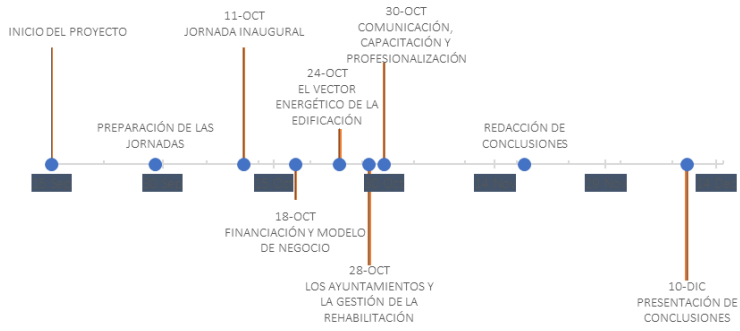 INICIO DEL PROYECTO
PREPARACIÓN DE LAS
JORNADAS
11-OCT
JORNADA INAUGURAL
18-OCT
FINANCIACIÓN Y MODELO
DE NEGOCIO
24-OCT
EL VECTOR
ENERGÉTICO DE LA
EDIFICACIÓN
28-OCT
LOS AYUNTAMIENTOS Y
LA GESTIÓN DE LA
REHABILITACIÓN
30-OCT
COMUNICACIÓN,
CAPACITACIÓN Y
PROFESIONALIZACIÓN
REDACCIÓN DE
CONCLUSIONES
10-DIC
PRESENTACIÓN DE
CONCLUSIONES